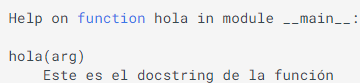 Help on function hola in module __main__:
hola(arg)
Este es el docstring de la función